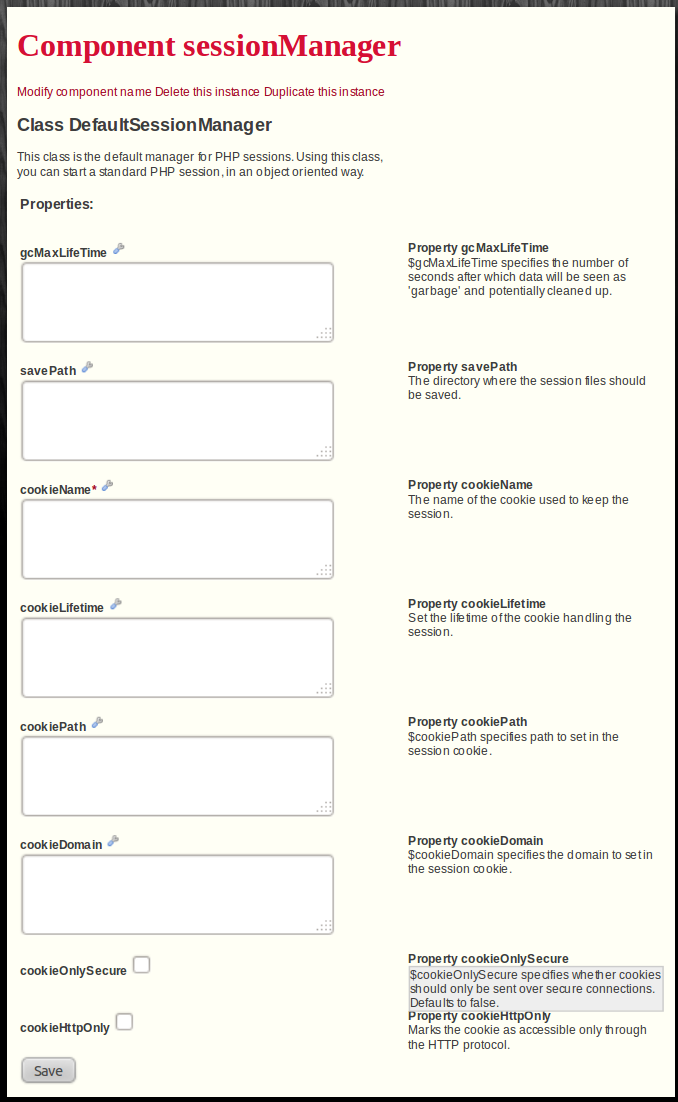 Component sessionManager
Modify component name Delete this instance Duplicate this instance
Class DefaultSessionManager
This class is the default manager for PHP sessions. Using this class,
you can start a standard PHP session, in an object oriented way.
Properties:
gcMaxLifeTime
Property gcMaxLifeTime
$gcMaxLifeTime specifies the number of
seconds after which data will be seen as
'garbage' and potentially cleaned up.
savePath
Property savePath
The directory where the session files should
be saved.
cookieName*
Property cookieName
The name of the cookie used to keep the
session.
cookieLifetime
Property cookieLifetime
Set the lifetime of the cookie handling the
session.
cookiePath
Property cookiePath
$cookiePath specifies path to set in the
session cookie.
cookieDomain
Property cookieDomain
$cookieDomain specifies the domain to set in
the session cookie.
cookieOnlySecure
Property cookieOnlySecure
$cookieOnlySecure specifies whether cookies
should only be sent over secure connections.
Defaults to false.
cookieHttpOnly
Property cookieHttpOnly
Marks the cookie as accessible only through
the HTTP protocol.
Save